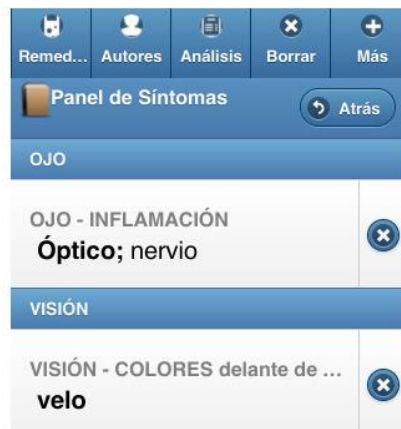 Remed... Autores Análisis Borrar Más
Panel de Síntomas
Atrás
OJO
OJO - INFLAMACIÓN
Óptico; nervio
VISIÓN
VISIÓN - COLORES delante de ...
velo